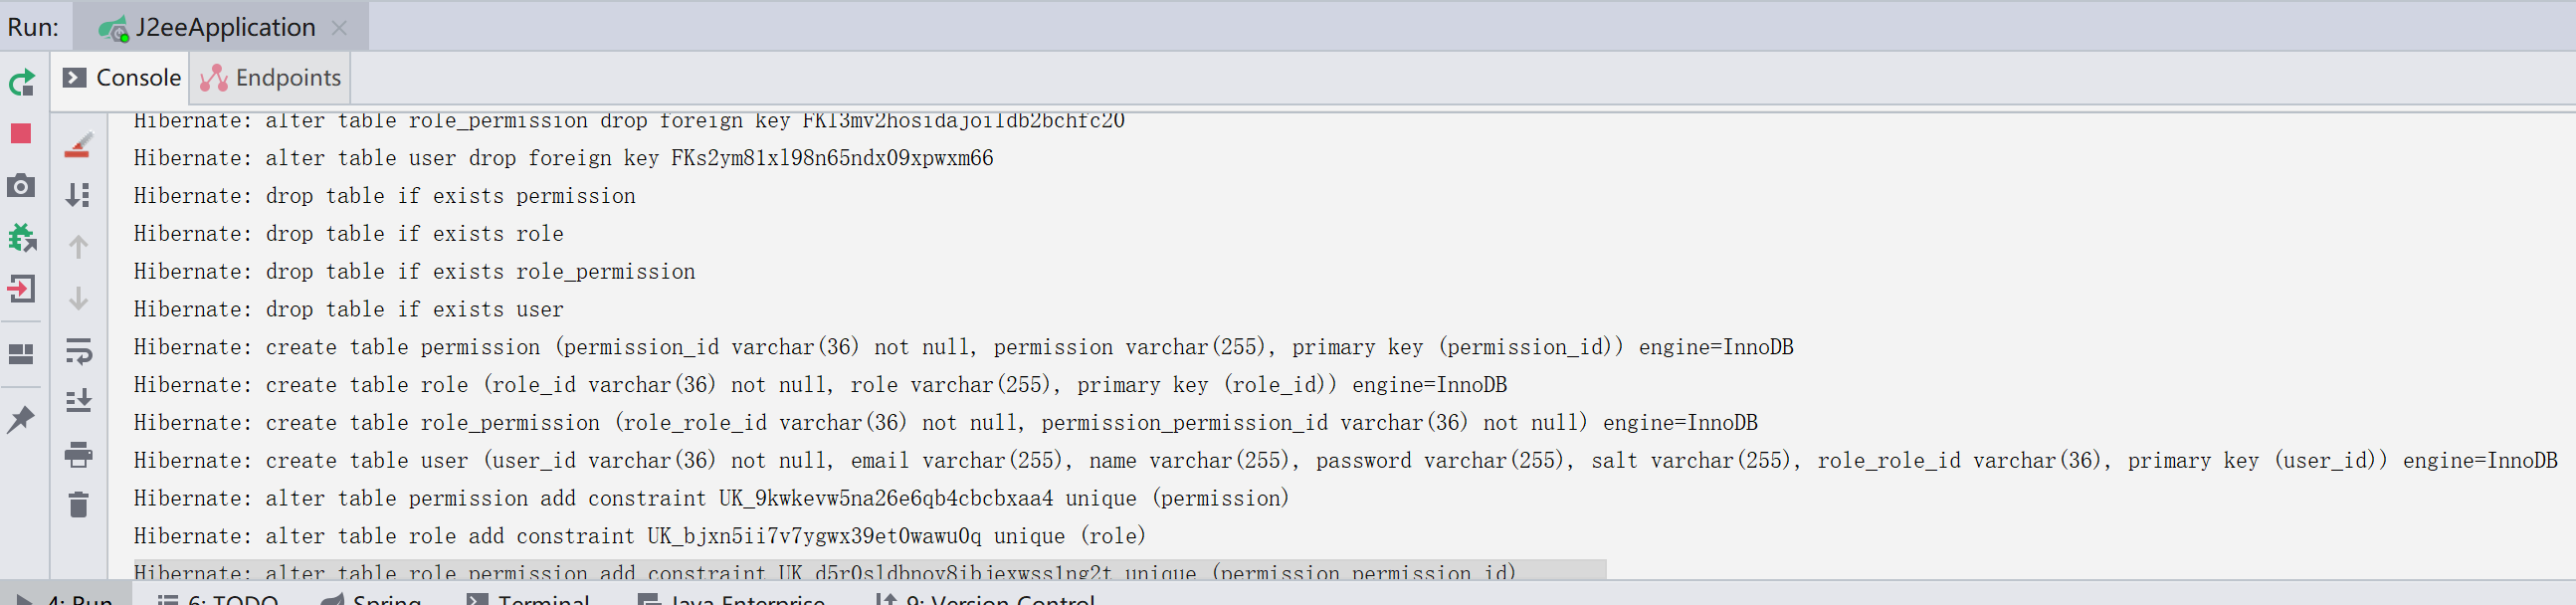 Run: J2eeApplication
Console Endpoints
Hibernate: alter table role_permission drop foreign key FKl3mv2hosidajoildb2bchfc20
Hibernate: alter table user drop foreign key FKs2ym81xl98n65ndx09xpwxm66
Hibernate: drop table if exists permission
Hibernate: drop table if exists role
Hibernate: drop table if exists role_permission
Hibernate: drop table if exists user
Hibernate: create table permission (permission_id varchar(36) not null, permission varchar(255), primary key (permission_id)) engine=InnoDB
Hibernate: create table role (role_id varchar(36) not null, role varchar(255), primary key (role_id)) engine=InnoDB
Hibernate: create table role_permission (role_role_id varchar(36) not null, permission_permission_id varchar(36) not null) engine=InnoDB
Hibernate: create table user (user_id varchar(36) not null, email varchar(255), name varchar(255), password varchar(255), salt varchar(255), role_role_id varchar(36), primary key (user_id)) engine=InnoDB
Hibernate: alter table permission add constraint UK_9kwkevw5na26e6qb4cbcbxaa4 unique (permission)
Hibernate: alter table role add constraint UK_bjxn5ii7v7ygwx39et0wawu0q unique (role)
Hibernate: alter table role_permission add constraint unique (permission_permission_id)
4: Run 6: TODO Spring Terminal Java Enterprise 9: Version Control